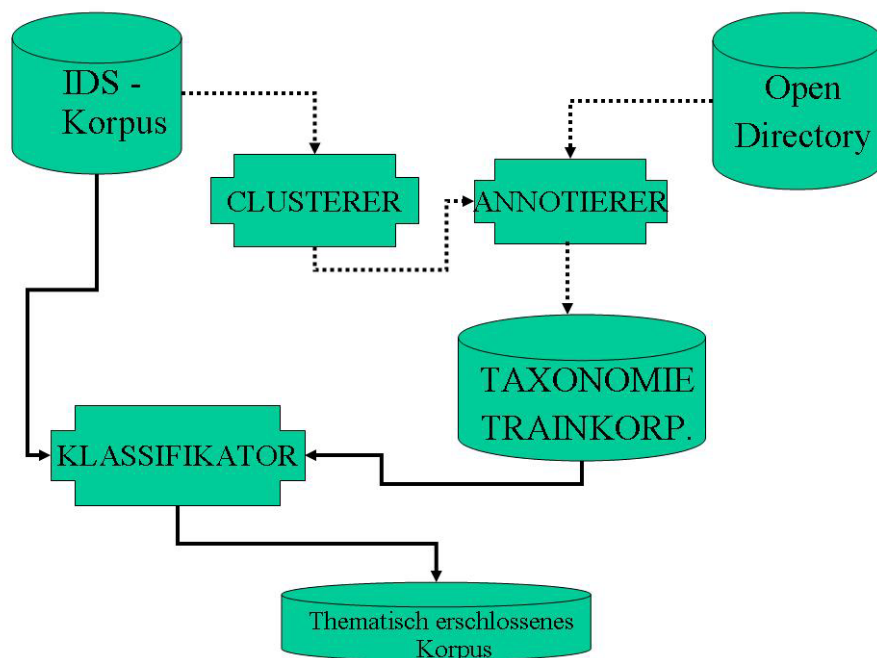 IDS -
Korpus
Open
Directory
CLUSTERER
ANNOTIERER
TAXONOMIE
TRAINKORP.
KLASSIFIKATOR
Thematisch erschlossenes
Korpus